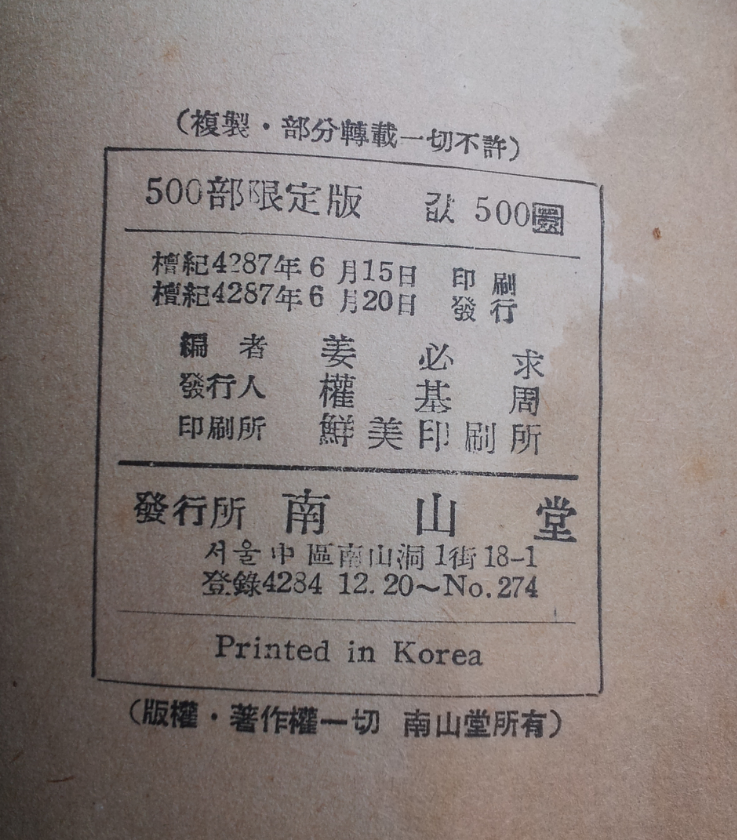 (複製·部分轉載一切不許)
500部限定版 값 500圜
檀紀4287年6月15日 印刷
檀紀4287年6月20日 發行
編者 姜必求
發行人 權基周
印刷所 鮮美印刷所
發行所 南山堂
서울中區南山洞1街18-1
登錄4284 12.20~No.274
Printed in Korea
(版權·著作權一切 南山堂所有)